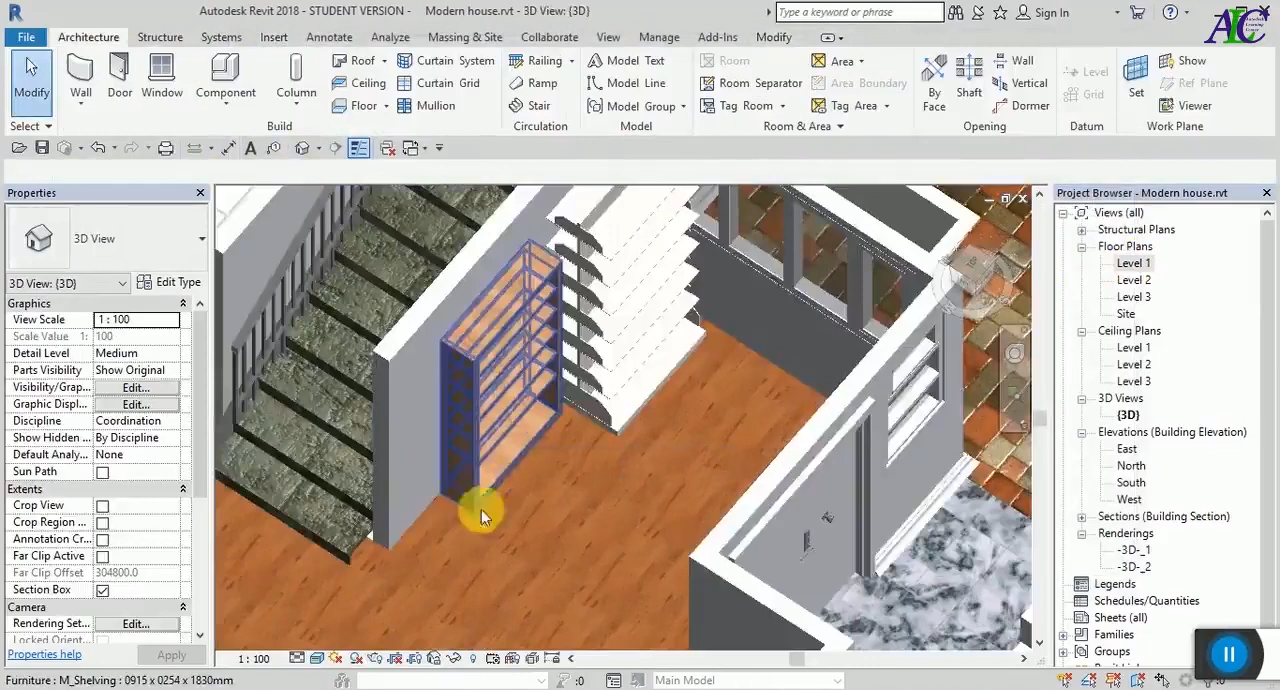 Autodesk Revit 2018 - STUDENT VERSION - Modern house.rvt - 3D View: {3D}
Type a keyword or phrase
Sign In
ALC
File Architecture Structure Systems Insert Annotate Analyze Massing & Site Collaborate View Manage Add-Ins Modify
Modify
Wall
Door
Window
Component
Column
Roof
Ceiling
Floor
Curtain System
Curtain Grid
Mullion
Railing
Ramp
Stair
Model Text
Model Line
Model Group
Room
Room Separator
Tag Room
Area
Area Boundary
Tag Area
By Face
Shaft
Wall
Vertical
Dormer
Level
Grid
Set
Show
Ref Plane
Viewer
Select
Build
Circulation
Model
Room & Area
Opening
Datum
Work Plane
Properties
3D View
3D View: {3D}
Edit Type
Graphics
View Scale 1 : 100
Scale Value 1: 100
Detail Level Medium
Parts Visibility Show Original
Visibility/Grap... Edit...
Graphic Displ... Edit...
Discipline Coordination
Show Hidden ... By Discipline
Default Analy... None
Sun Path
Extents
Crop View
Crop Region ...
Annotation Cr...
Far Clip Active
Far Clip Offset 304800.0
Section Box
Camera
Rendering Set... Edit...
Locked Orient...
Properties help
Apply
TOP
Project Browser - Modern house.rvt
Views (all)
Structural Plans
Floor Plans
Level 1
Level 2
Level 3
Site
Ceiling Plans
Level 1
Level 2
Level 3
3D Views
{3D}
Elevations (Building Elevation)
East
North
South
West
Sections (Building Section)
Renderings
-3D-_1
-3D-_2
Legends
Schedules/Quantities
Sheets (all)
Families
Groups
1 : 100
Furniture : M_Shelving : 0915 x 0254 x 1830mm
:0
Main Model
:0